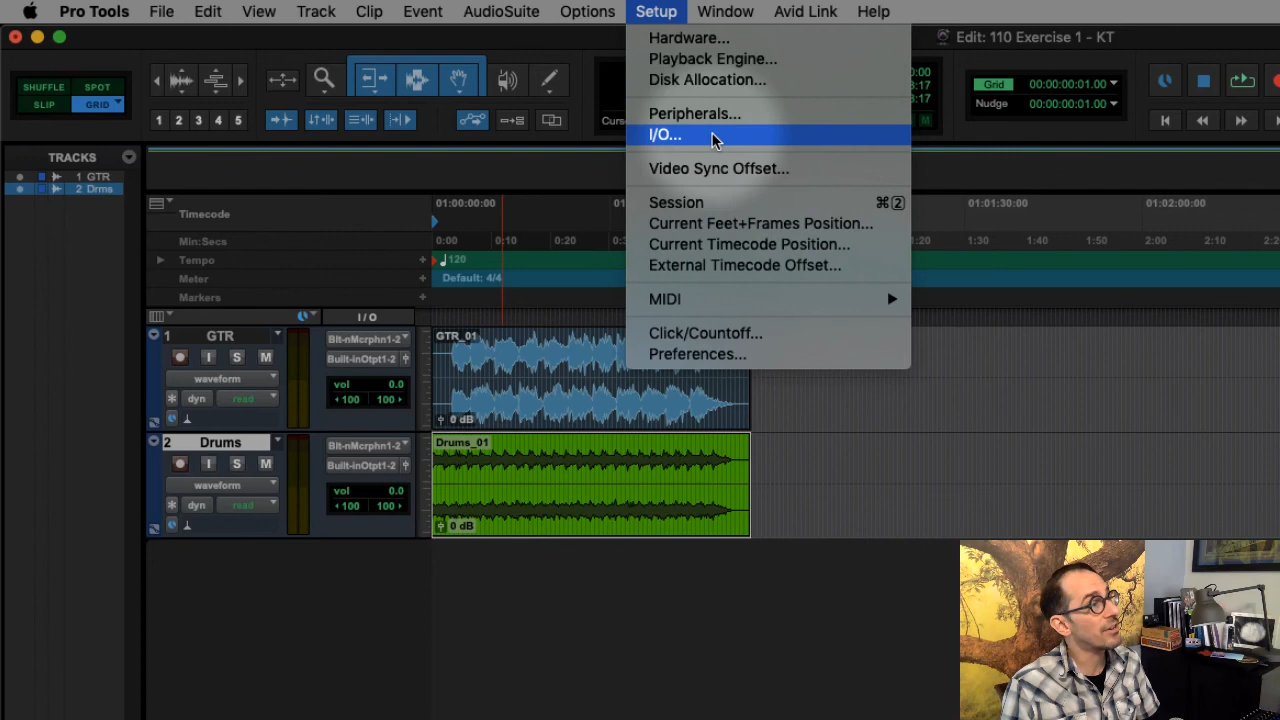 Pro Tools File Edit View Track Clip Event AudioSuite Options Setup Window Avid Link Help
Edit: 110 Exercise 1 - KT
SHUFFLE SPOT
SLIP GRID
1 2 3 4 5
Grid 00:00:00:01.00
Nudge 00:00:00:01.00
Hardware...
Playback Engine...
Disk Allocation...
Peripherals...
I/O...
Video Sync Offset...
Session ⌘2
Current Feet+Frames Position...
Current Timecode Position...
External Timecode Offset...
MIDI
Click/Countoff...
Preferences...
TRACKS
1 GTR
2 Drms
Timecode 01:00:00:00 01:01:30:00 01:02:00:00
Min:Secs 0:00 0:10 0:20 1:20 1:30 1:40 1:50 2:00 2:10
Tempo 120
Meter Default: 4/4
Markers
I/O
1 GTR
I S M
waveform
dyn read
Blt-nMcrphn1-2
Built-inOtpt1-2
vol 0.0
100 100
GTR_01
0 dB
2 Drums
I S M
waveform
dyn read
Blt-nMcrphn1-2
Built-inOtpt1-2
vol 0.0
100 100
Drums_01
0 dB